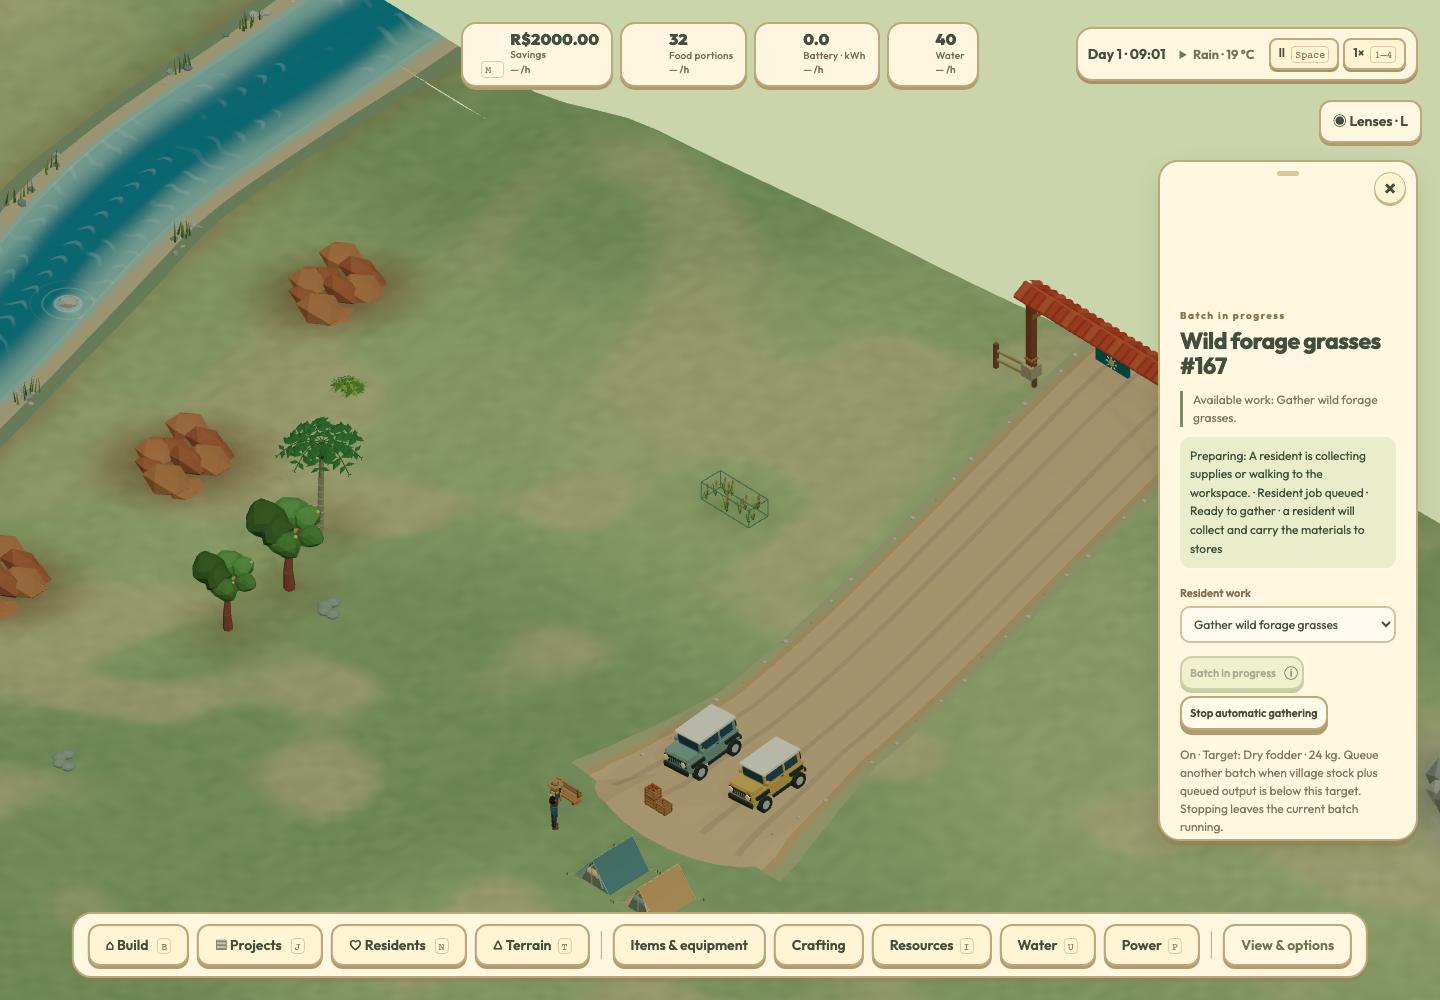 R$2000.00
Savings
M
— /h
32
Food portions
— /h
0.0
Battery · kWh
— /h
40
Water
— /h
Day 1 · 09:01
Rain · 19 °C
Space
1×
1—4
Lenses · L
Batch in progress
Wild forage grasses
#167
Available work: Gather wild forage
grasses.
Preparing: A resident is collecting
supplies or walking to the
workspace. · Resident job queued ·
Ready to gather · a resident will
collect and carry the materials to
stores
Resident work
Gather wild forage grasses
Batch in progress
Stop automatic gathering
On · Target: Dry fodder · 24 kg. Queue
another batch when village stock plus
queued output is below this target.
Stopping leaves the current batch
running.
Build B
Projects J
Residents N
Terrain T
Items & equipment
Crafting
Resources I
Water U
Power P
View & options